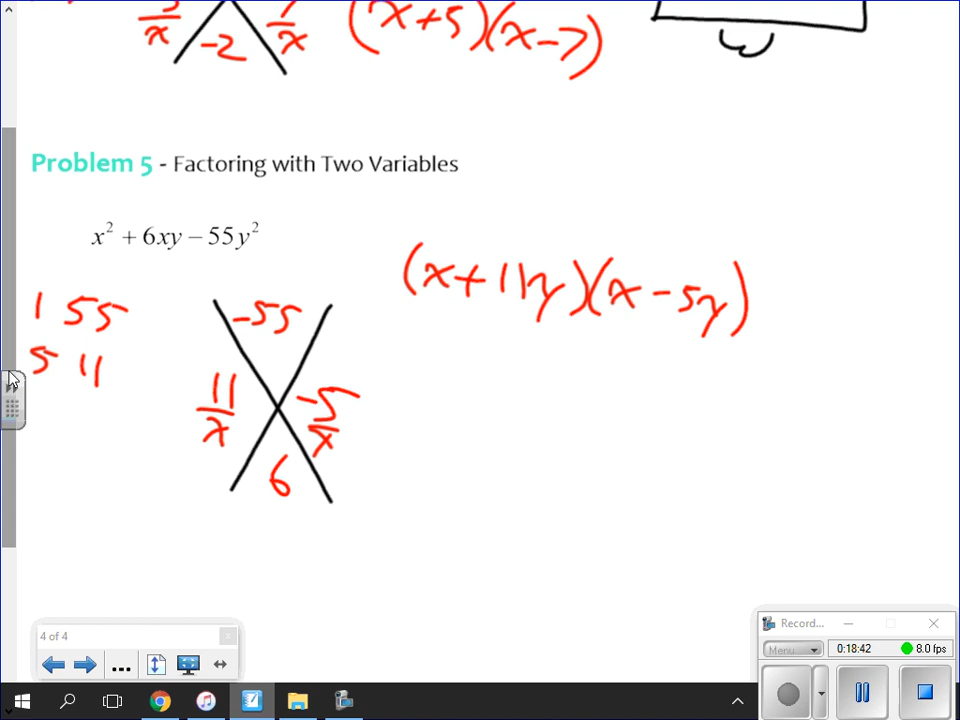 x -2 x (x+5)(x-7)
Problem 5 - Factoring with Two Variables
x² + 6xy - 55y²
(x+11y)(x-5y)
1 55
5 11
-55
11/x -5/x
6
4 of 4
Record...
Menu 0:18:42 8.0 fps